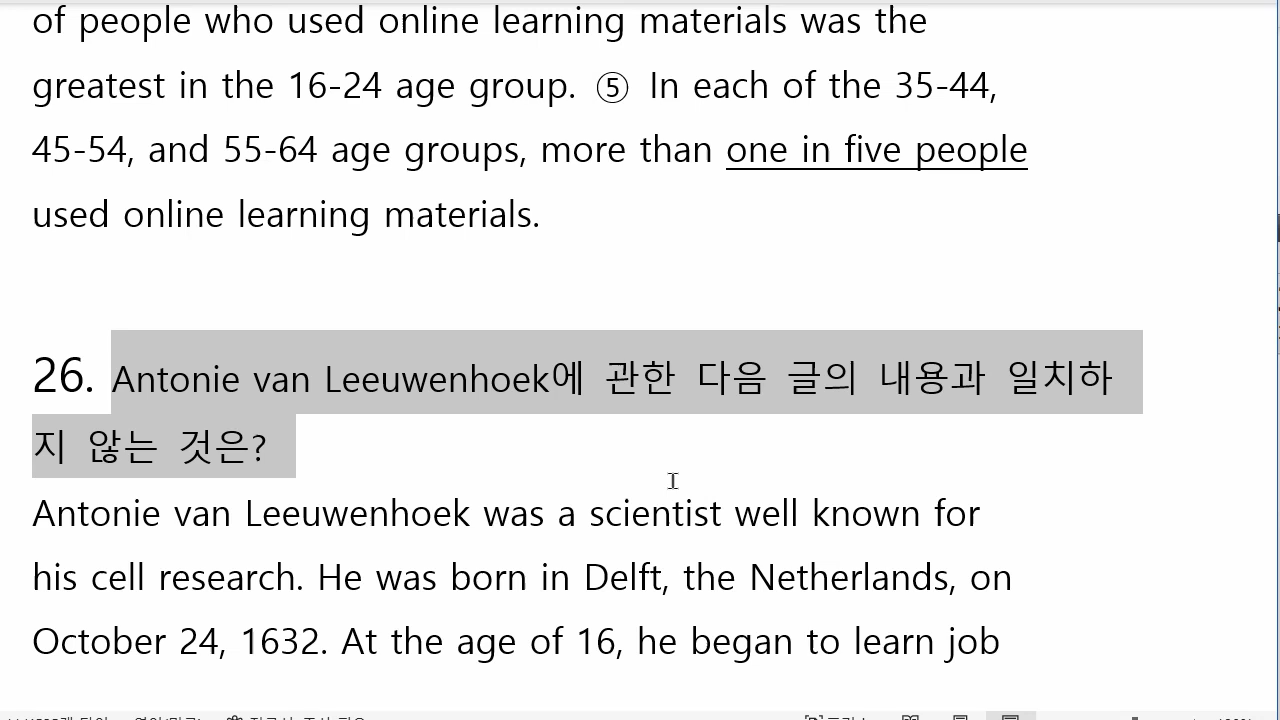 of people who used online learning materials was the
greatest in the 16-24 age group. ⑤ In each of the 35-44,
45-54, and 55-64 age groups, more than one in five people
used online learning materials.
26. Antonie van Leeuwenhoek에 관한 다음 글의 내용과 일치하
지 않는 것은?
Antonie van Leeuwenhoek was a scientist well known for
his cell research. He was born in Delft, the Netherlands, on
October 24, 1632. At the age of 16, he began to learn job